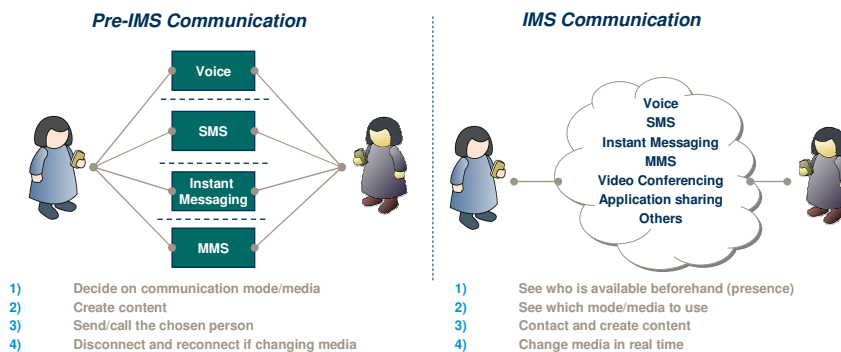 Pre-IMS Communication
Voice
SMS
Instant
Messaging
MMS
1) Decide on communication mode/media
2) Create content
3) Send/call the chosen person
4) Disconnect and reconnect if changing media
IMS Communication
Voice
SMS
Instant Messaging
MMS
Video Conferencing
Application sharing
Others
1) See who is available beforehand (presence)
2) See which mode/media to use
3) Contact and create content
4) Change media in real time